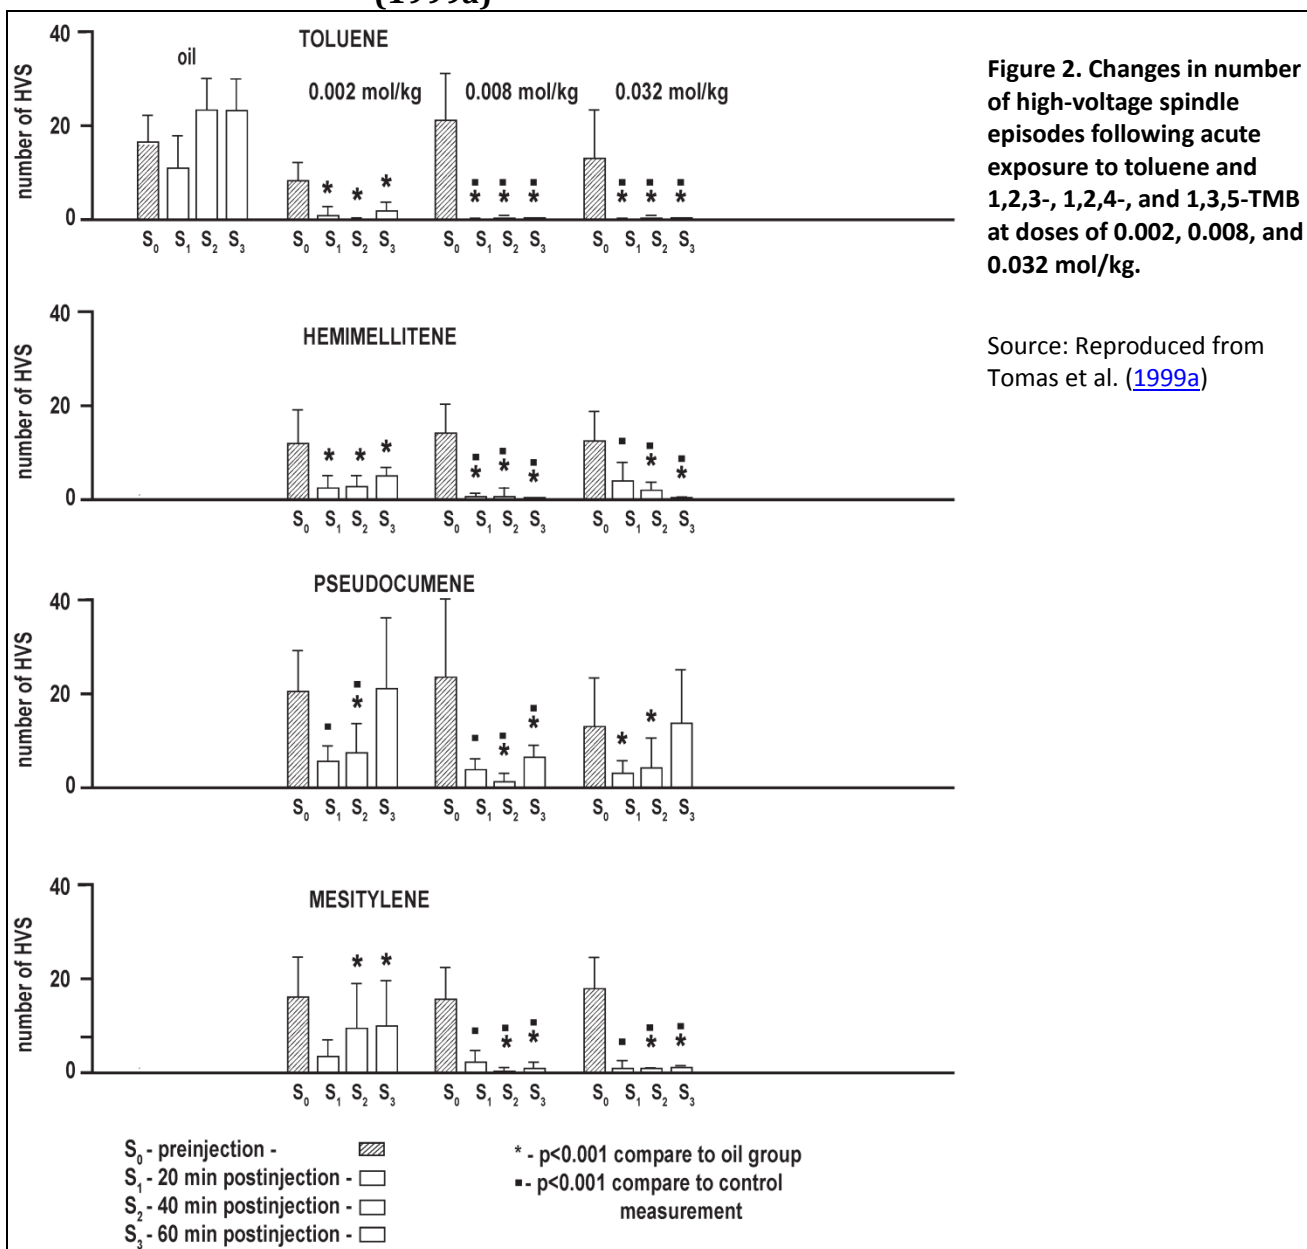 (1999a)
40
TOLUENE
oil
0.002 mol/kg
0.008 mol/kg
0.032 mol/kg
number of HVS
20
* * *
▪ ▪ ▪ ▪ ▪ ▪
* * * * * *
0
S₀ S₁ S₂ S₃ S₀ S₁ S₂ S₃ S₀ S₁ S₂ S₃ S₀ S₁ S₂ S₃
Figure 2. Changes in number
of high-voltage spindle
episodes following acute
exposure to toluene and
1,2,3-, 1,2,4-, and 1,3,5-TMB
at doses of 0.002, 0.008, and
0.032 mol/kg.
Source: Reproduced from
Tomas et al. (1999a)
40
HEMIMELLITENE
number of HVS
20
* * *
▪ ▪ ▪ ▪ ▪ ▪
* * * * *
0
S₀ S₁ S₂ S₃ S₀ S₁ S₂ S₃ S₀ S₁ S₂ S₃
PSEUDOCUMENE
40
number of HVS
20
▪ ▪ ▪ ▪ ▪
* * * * *
0
S₀ S₁ S₂ S₃ S₀ S₁ S₂ S₃ S₀ S₁ S₂ S₃
40
MESITYLENE
number of HVS
20
* *
▪ ▪ ▪ ▪ ▪ ▪
* * * *
0
S₀ S₁ S₂ S₃ S₀ S₁ S₂ S₃ S₀ S₁ S₂ S₃
S₀ - preinjection -
S₁ - 20 min postinjection -
S₂ - 40 min postinjection -
S₃ - 60 min postinjection -
* - p<0.001 compare to oil group
▪ - p<0.001 compare to control
measurement